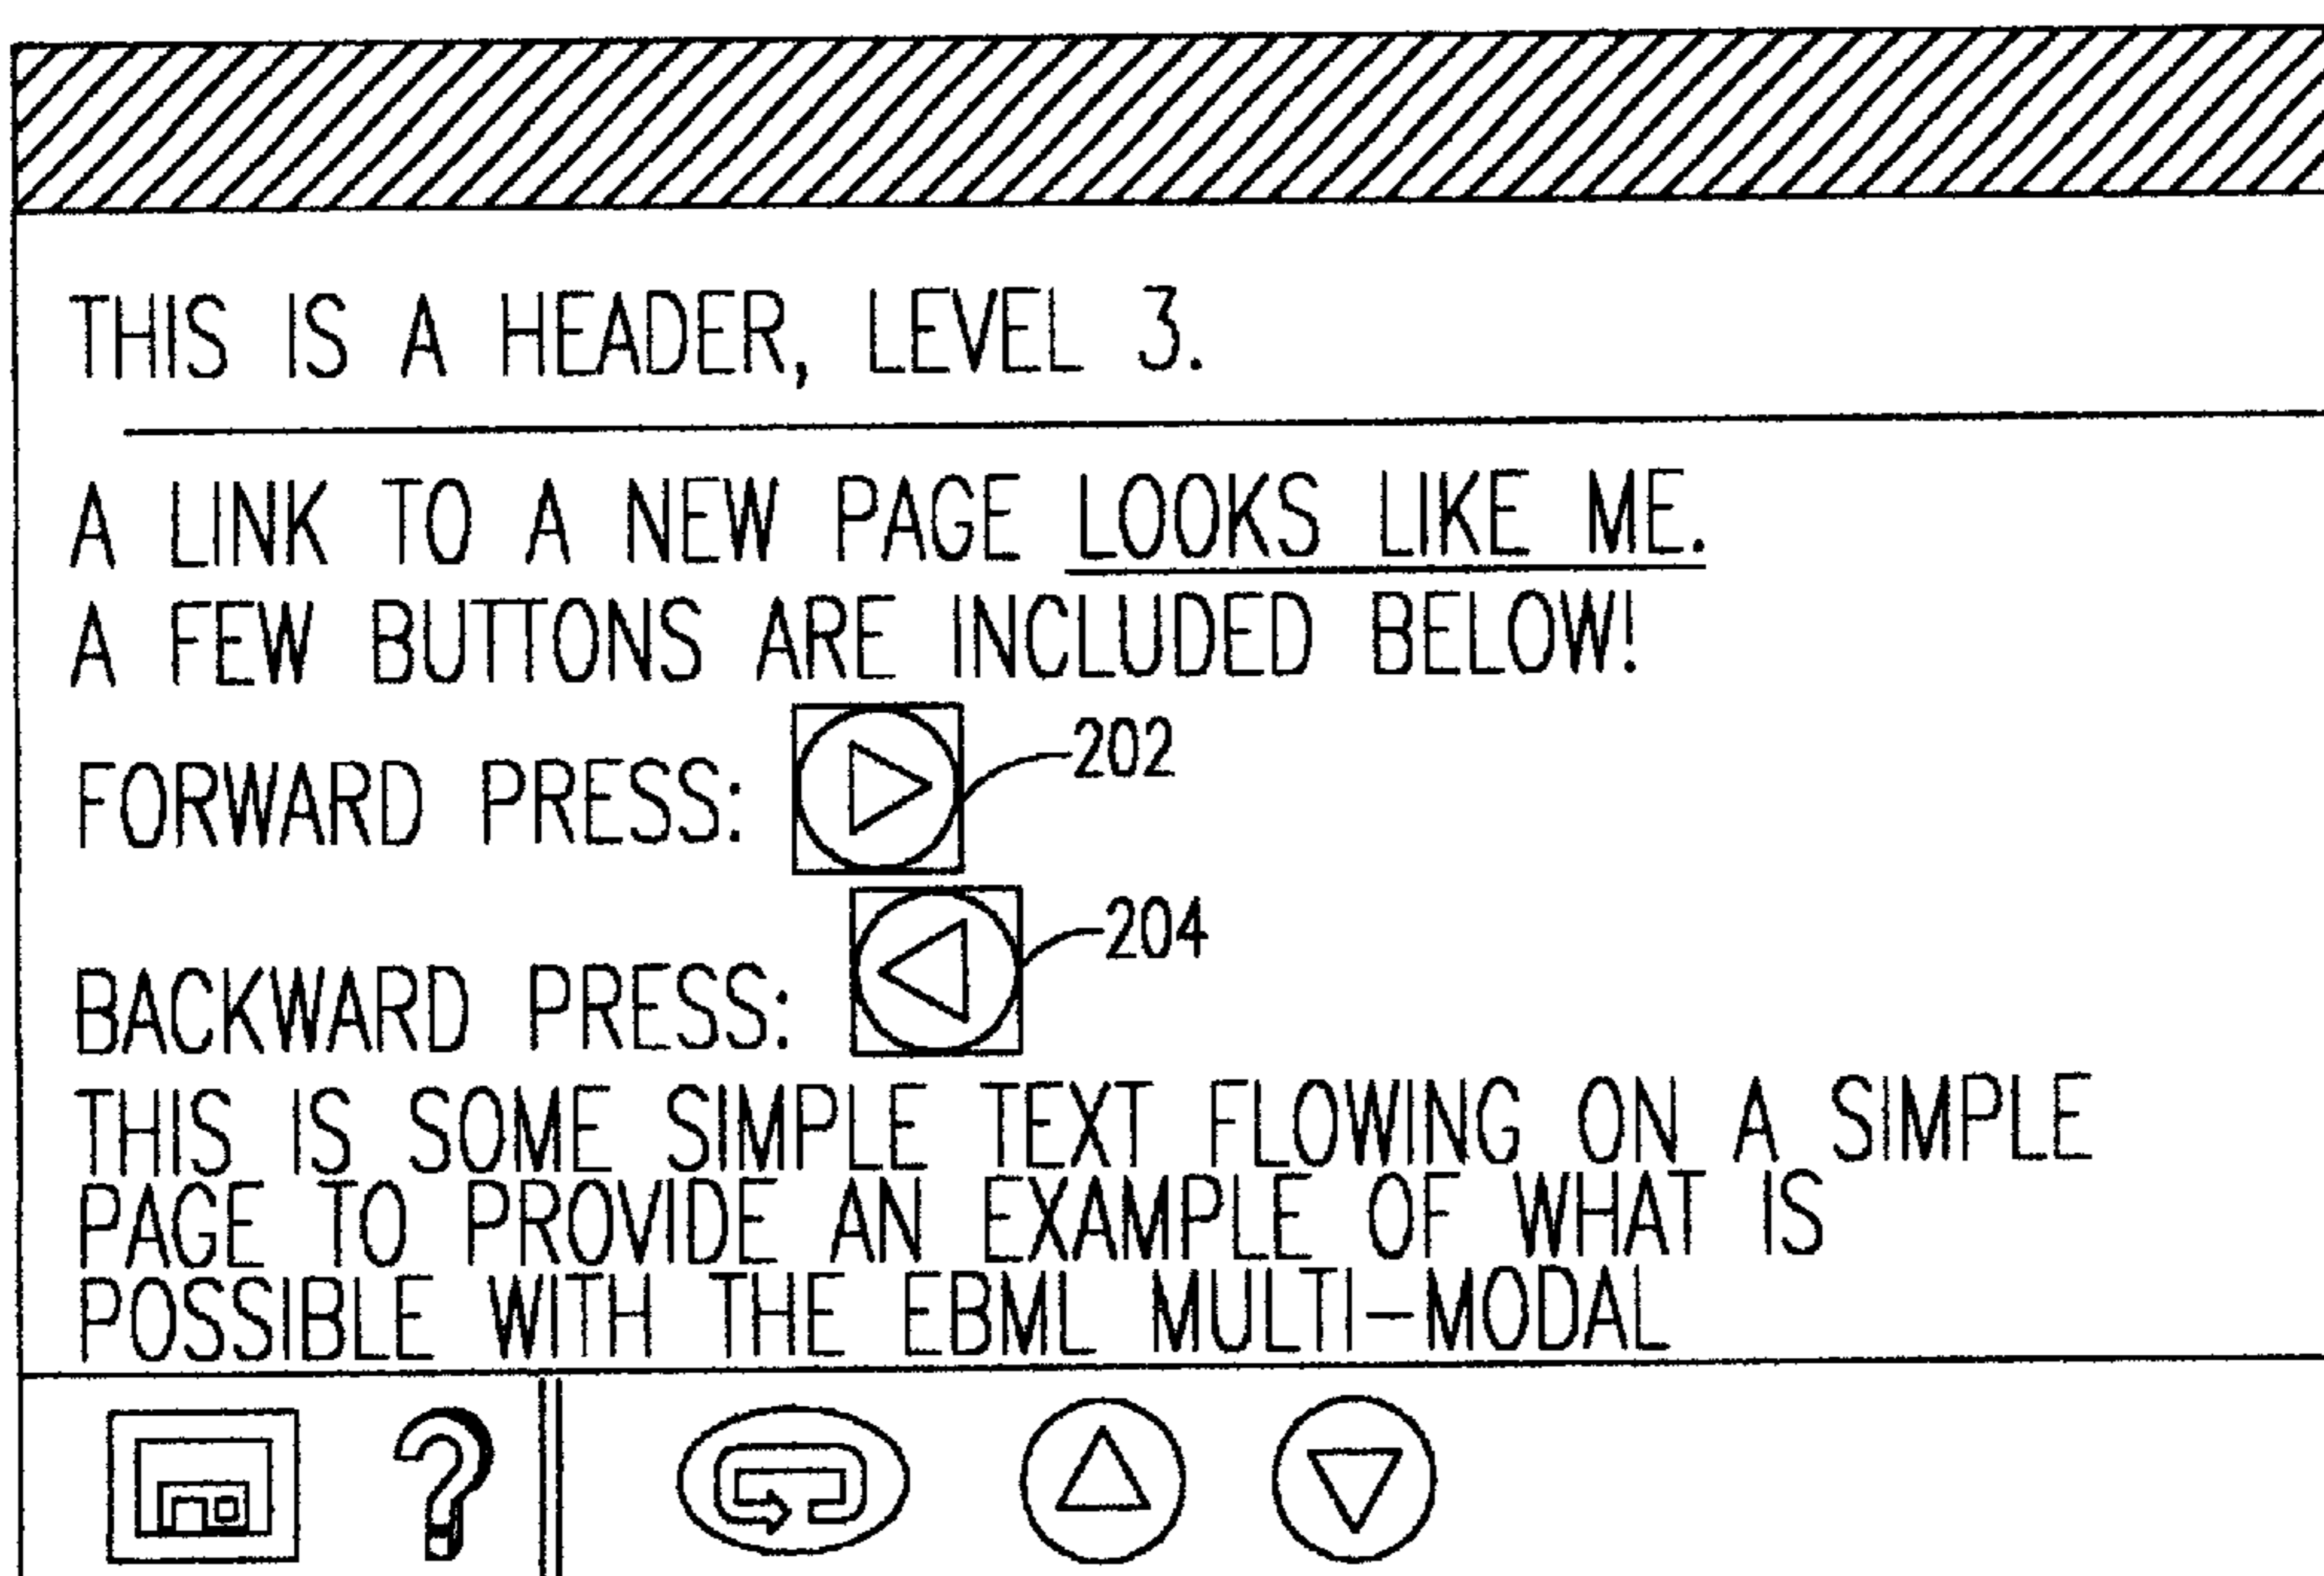 THIS IS A HEADER, LEVEL 3.
A LINK TO A NEW PAGE LOOKS LIKE ME.
A FEW BUTTONS ARE INCLUDED BELOW!
FORWARD PRESS: 202
BACKWARD PRESS: 204
THIS IS SOME SIMPLE TEXT FLOWING ON A SIMPLE
PAGE TO PROVIDE AN EXAMPLE OF WHAT IS
POSSIBLE WITH THE EBML MULTI-MODAL
?